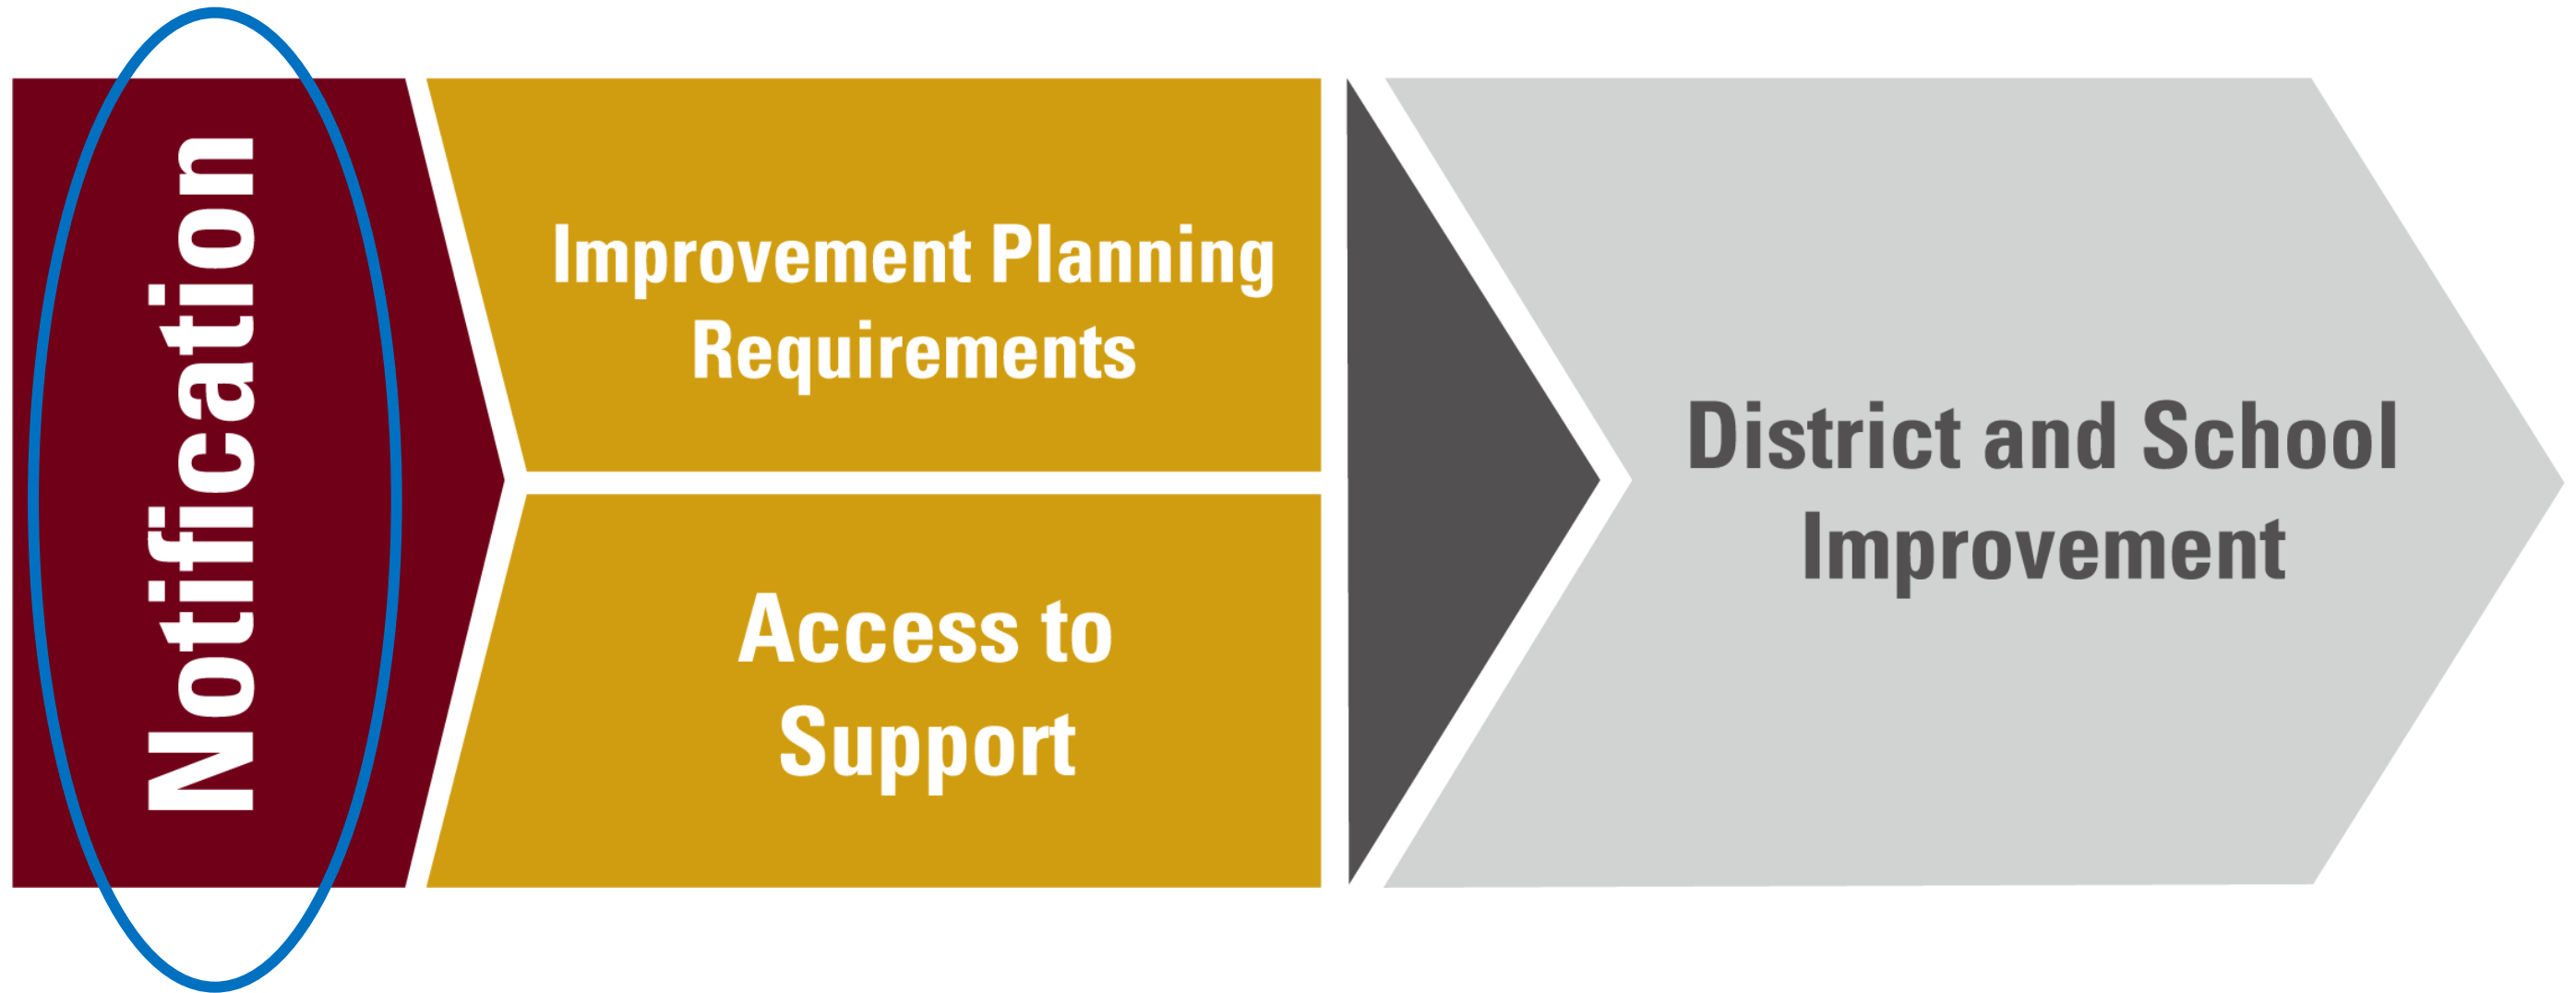 Notification
Improvement Planning
Requirements
Access to
Support
District and School
Improvement